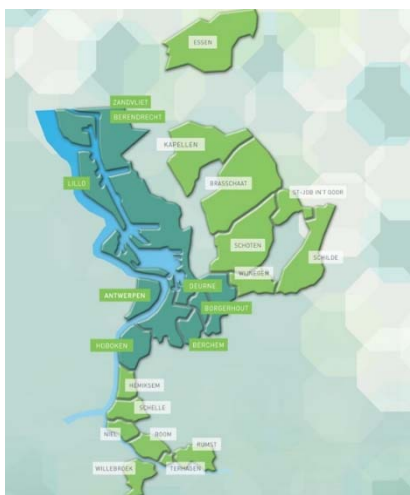 ESSEN
ZANDVLIET
BERENDRECHT
KAPELLEN
BRASSCHAAT
LILLO
ST-JOB IN 'T GOOR
SCHOTEN
SCHILDE
WIJNEGEM
DEURNE
ANTWERPEN
BORGERHOUT
HOBOKEN
BERCHEM
HEMIKSEM
SCHELLE
NIEL
BOOM
RUMST
WILLEBROEK
TERHAGEN